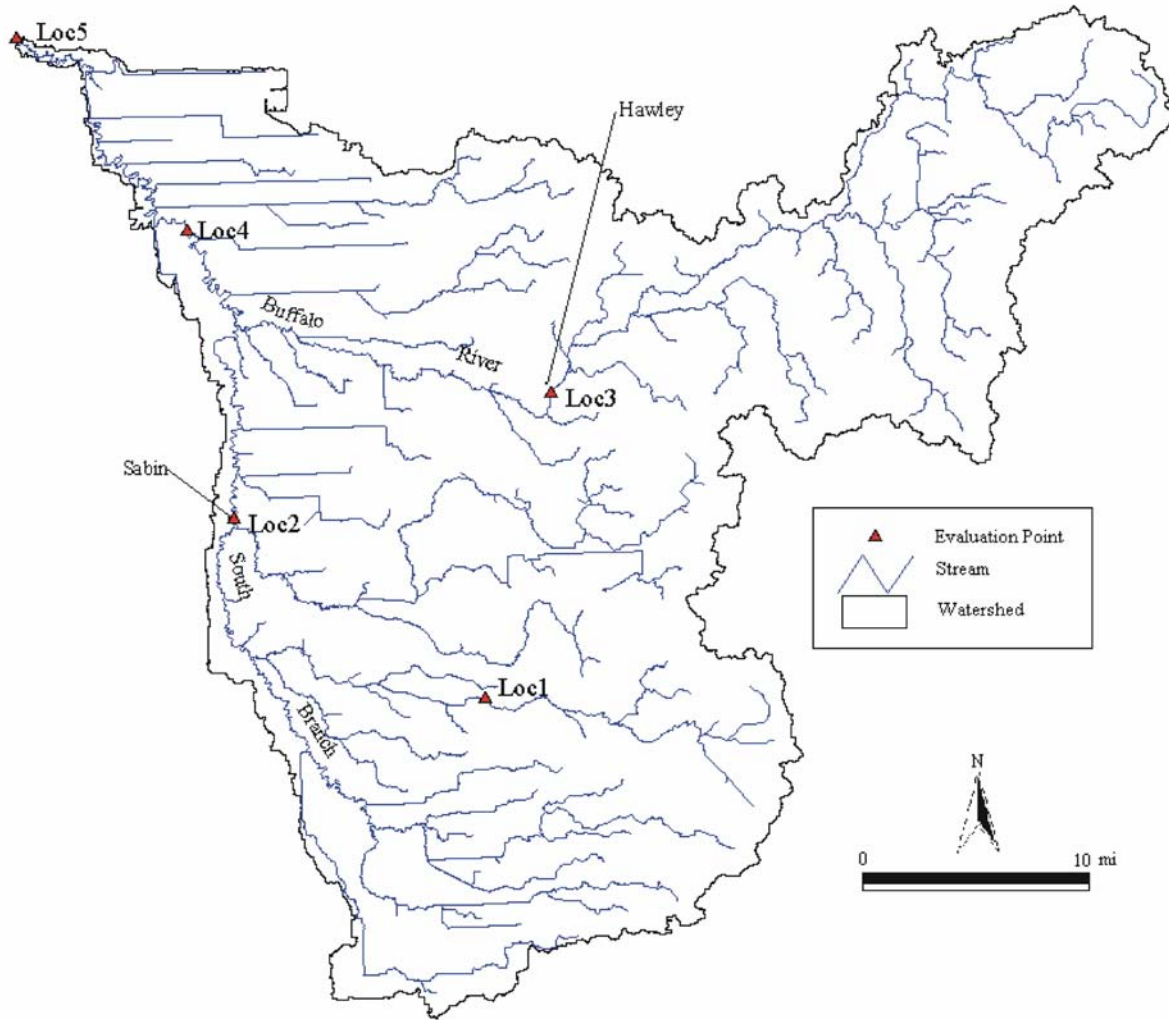 Loc5
Hawley
Loc4
Buffalo
River
Loc3
Sabin
Loc2
South
Evaluation Point
Stream
Watershed
Loc1
Branch
N
0 10 mi